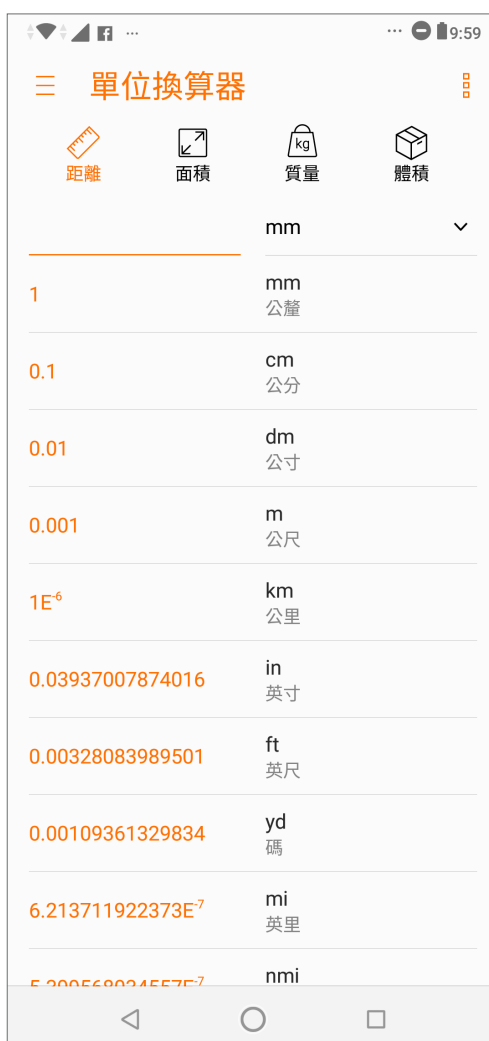 9:59
單位換算器
kg
距離 面積 質量 體積
mm
1 mm
公釐
0.1 cm
公分
0.01 dm
公寸
0.001 m
公尺
1E-6 km
公里
0.03937007874016 in
英寸
0.00328083989501 ft
英尺
0.00109361329834 yd
碼
6.213711922373E-7 mi
英里
nmi